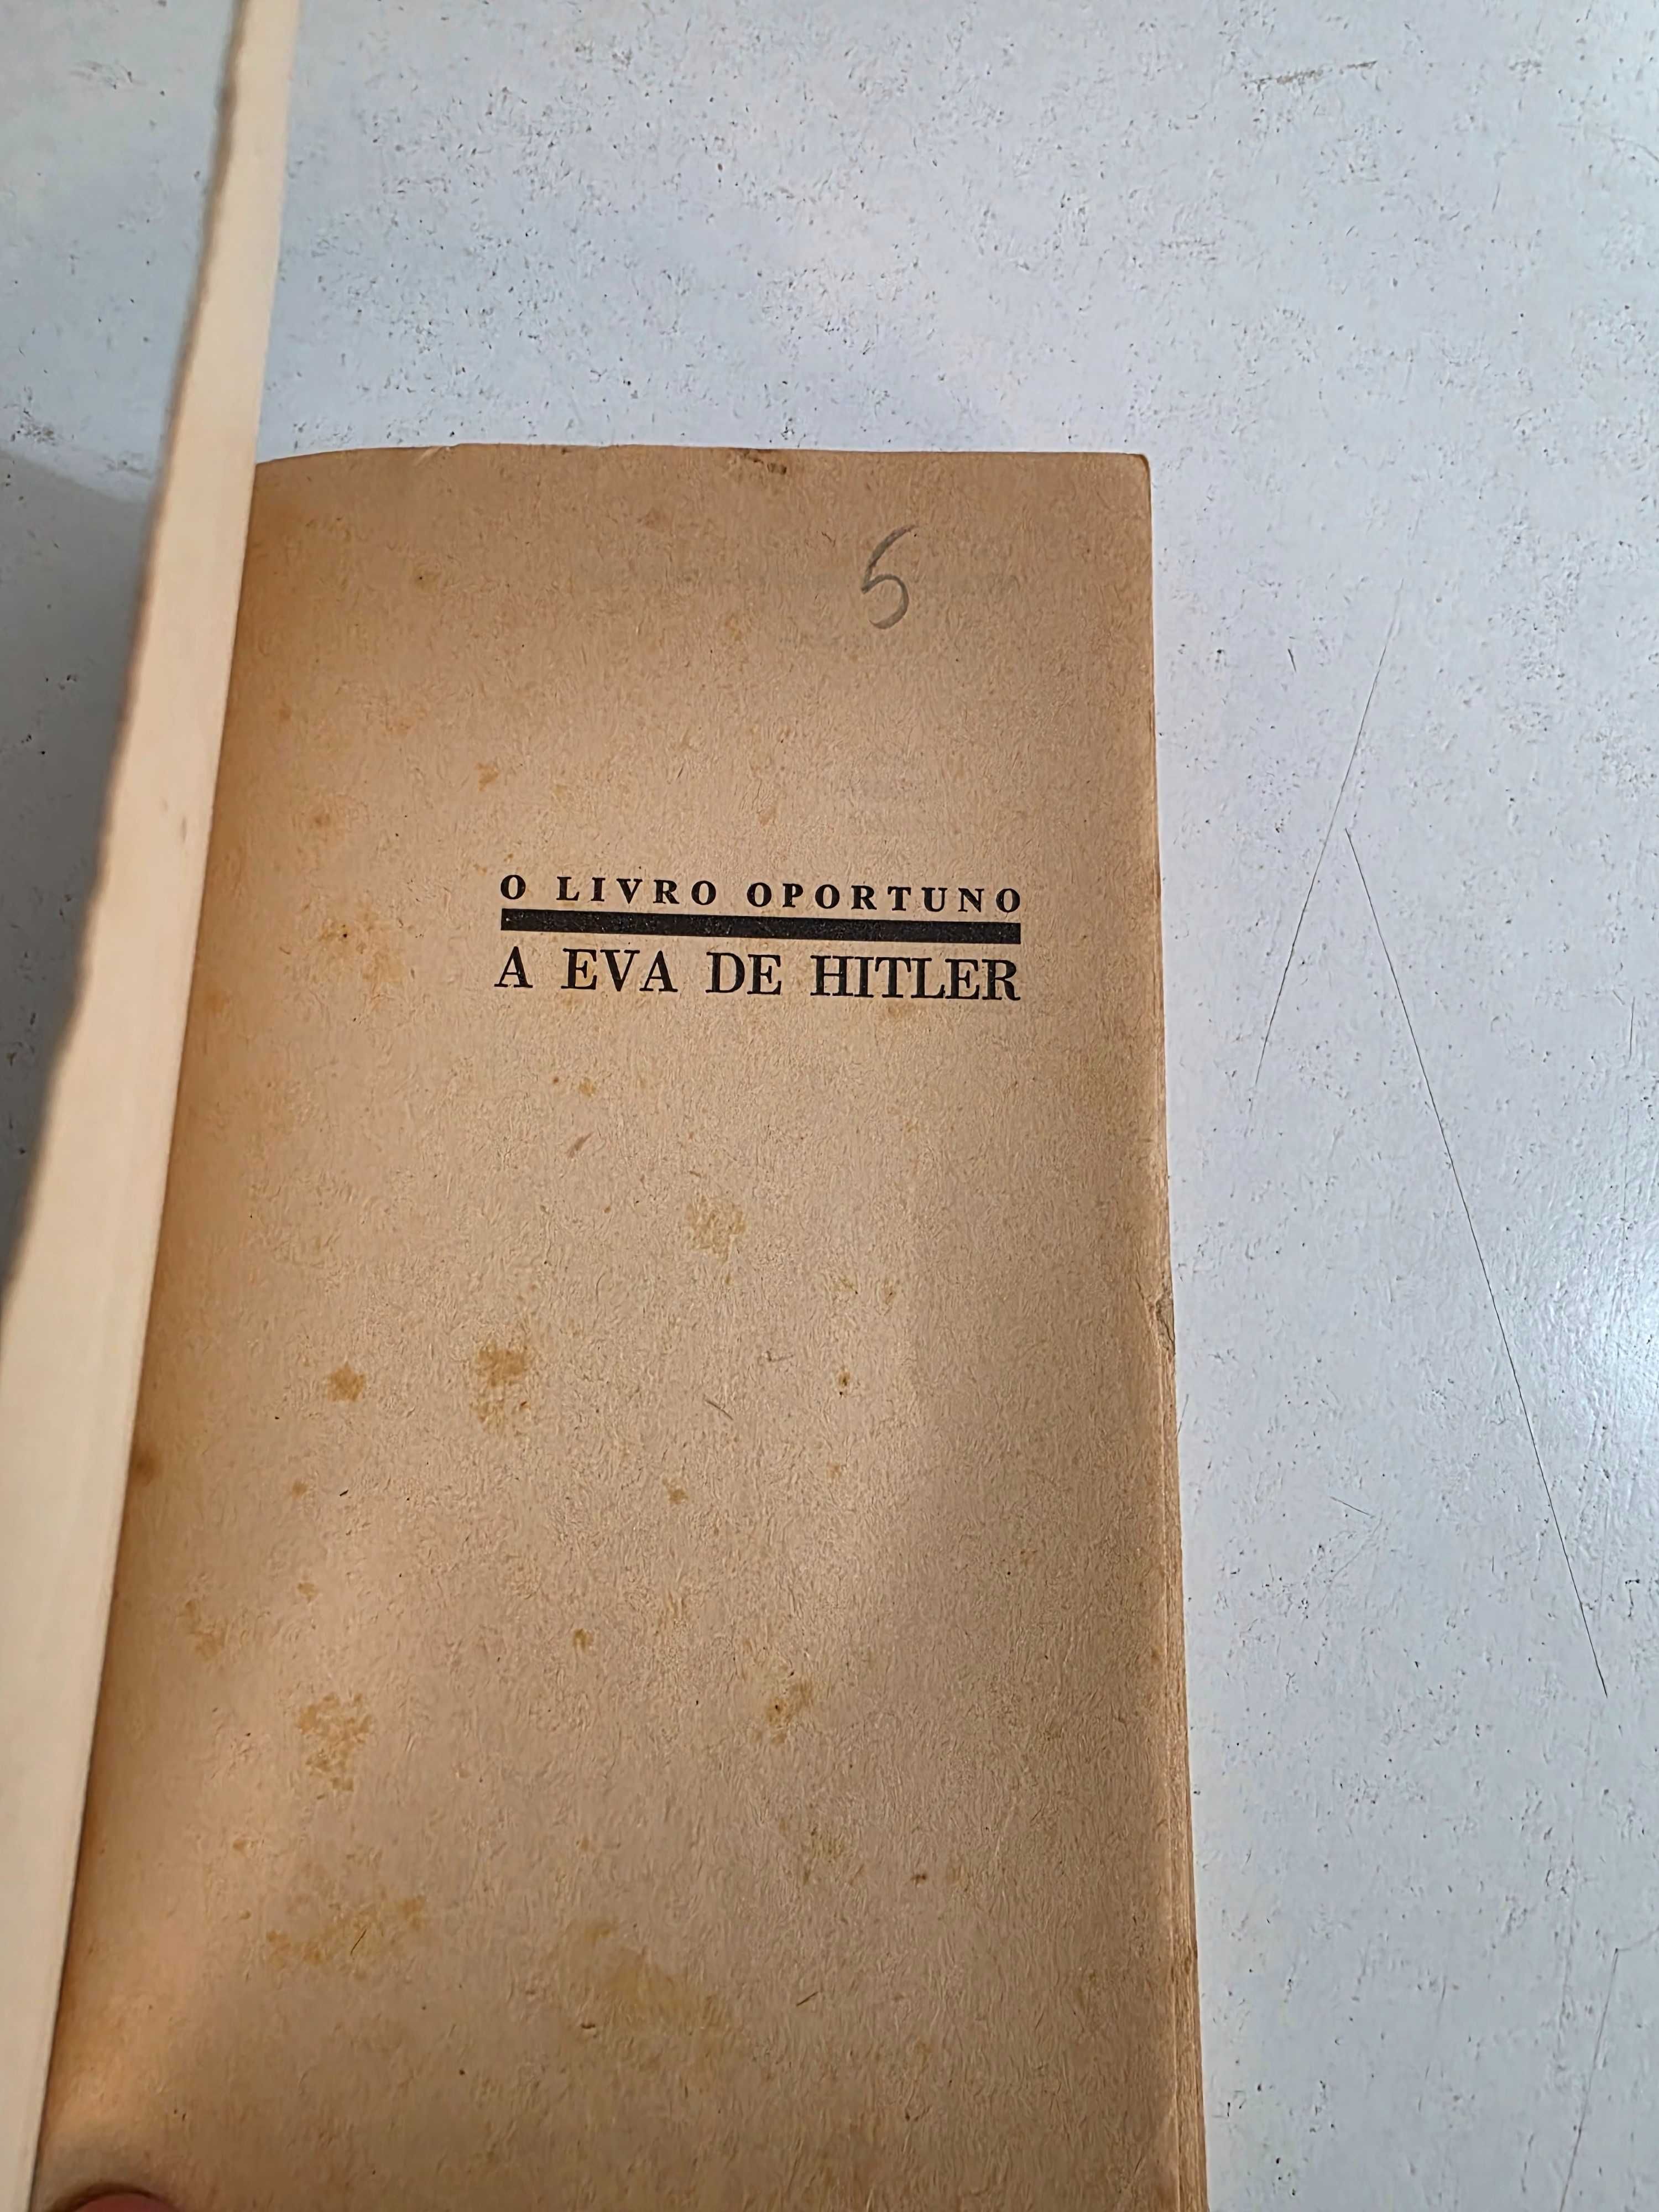 5
O LIVRO OPORTUNO
A EVA DE HITLER